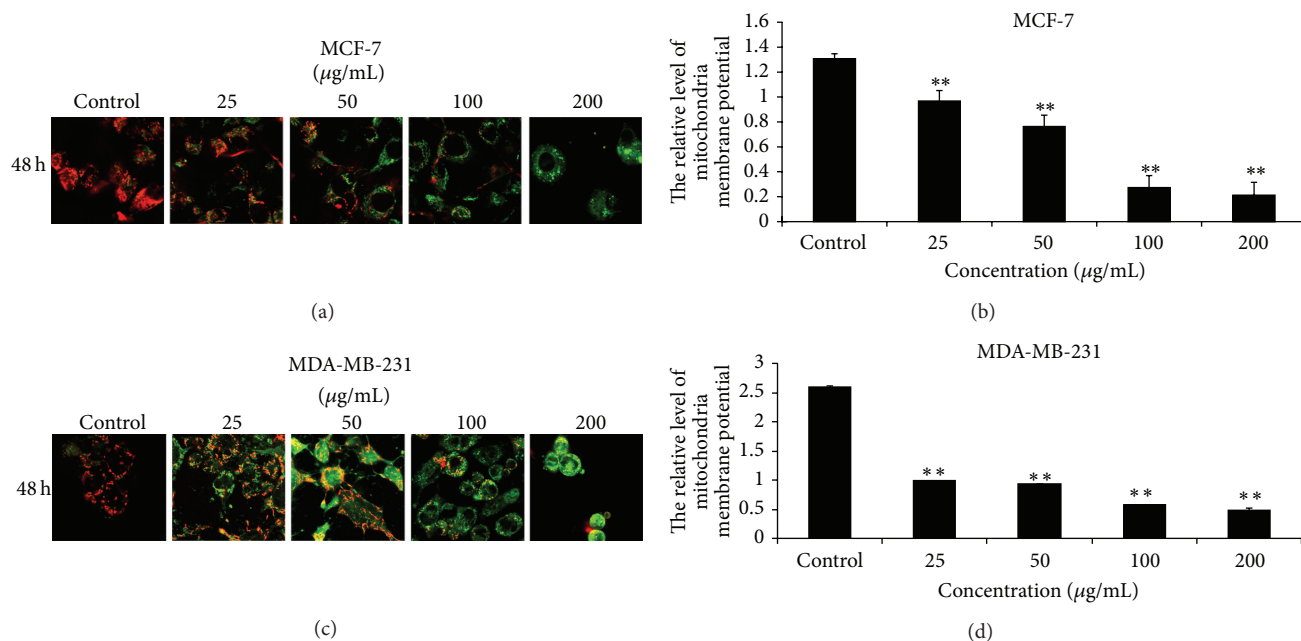 MCF-7
(μg/mL)
Control 25 50 100 200
48 h
(a)
MCF-7
The relative level of
mitochondria
membrane potential
1.6
1.4
1.2
1
0.8
0.6
0.4
0.2
0
**
**
**
**
Control 25 50 100 200
Concentration (μg/mL)
(b)
MDA-MB-231
(μg/mL)
Control 25 50 100 200
48 h
(c)
MDA-MB-231
The relative level of
mitochondria
membrane potential
3
2.5
2
1.5
1
0.5
0
**
**
**
**
Control 25 50 100 200
Concentration (μg/mL)
(d)